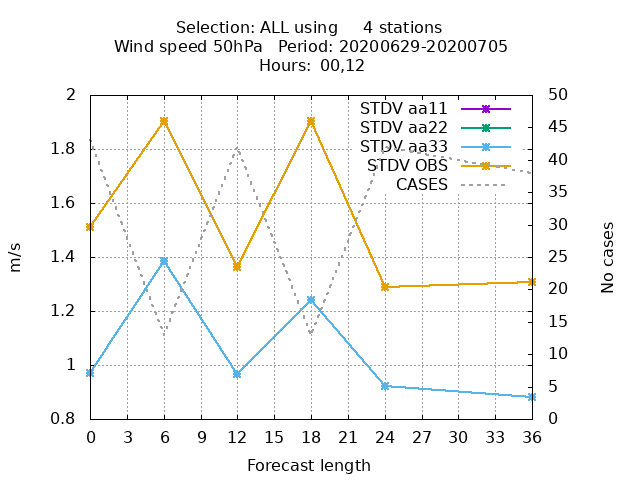 Selection: ALL using     4 stations
Wind speed 50hPa   Period: 20200629-20200705
Hours: 00,12
STDV aa11
STDV aa22
STDV aa33
STDV OBS
CASES
m/s
2
1.8
1.6
1.4
1.2
1
0.8
No cases
50
45
40
35
30
25
20
15
10
5
0
0 3 6 9 12 15 18 21 24 27 30 33 36
Forecast length